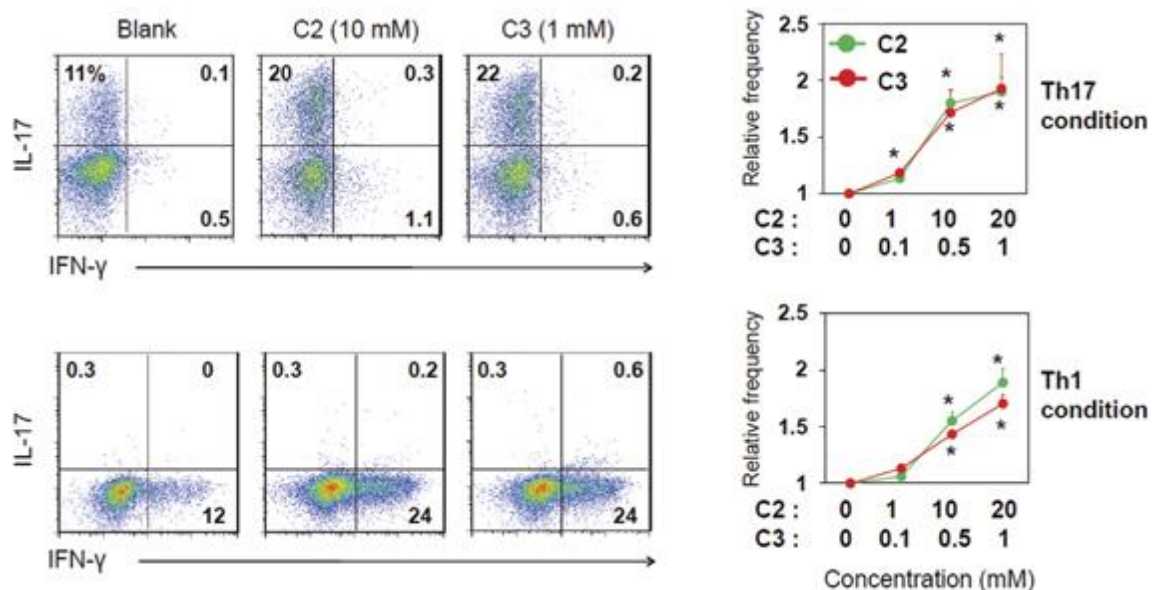 Blank
C2 (10 mM)
C3 (1 mM)
11%
0.1
20
0.3
22
0.2
0.5
1.1
0.6
IL-17
IFN-γ
2.5
2
1.5
1
Relative frequency
C2
C3
*
*
*
*
*
Th17
condition
C2 : 0 1 10 20
C3 : 0 0.1 0.5 1
0.3
0
0.3
0.2
0.3
0.6
12
24
24
IL-17
IFN-γ
2.5
2
1.5
1
Relative frequency
*
*
*
*
Th1
condition
C2 : 0 1 10 20
C3 : 0 0.1 0.5 1
Concentration (mM)